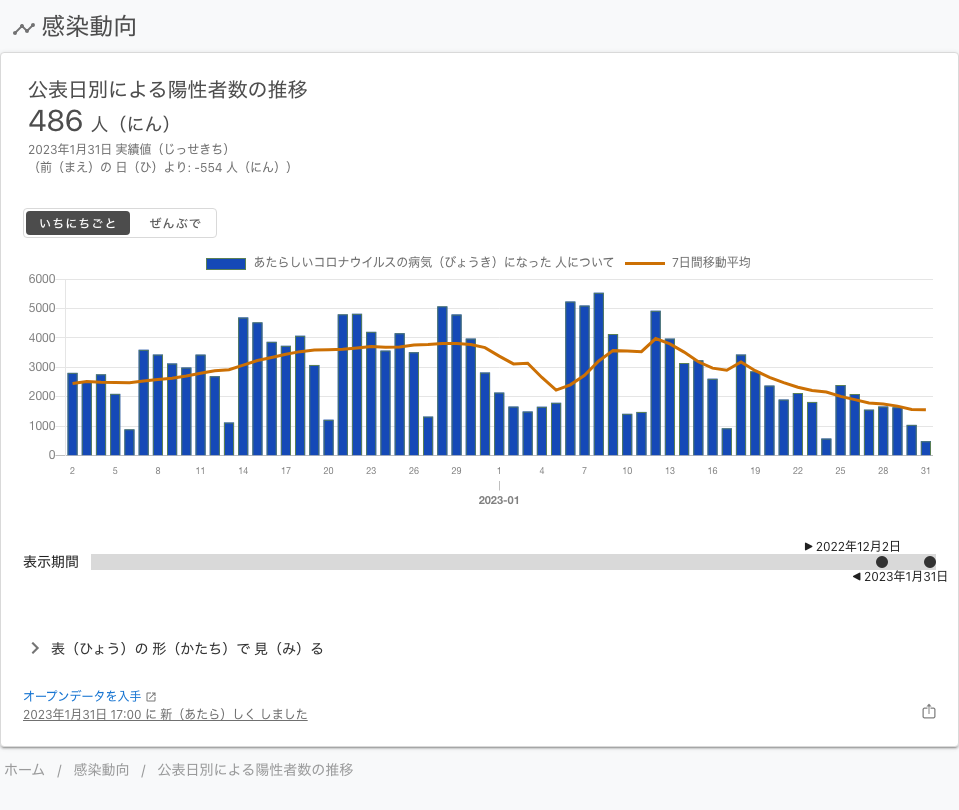 感染動向
公表日別による陽性者数の推移
486 人（にん）
2023年1月31日 実績値（じっせきち）
（前（まえ）の 日（ひ）より: -554 人（にん））
いちにちごと ぜんぶで
あたらしいコロナウイルスの病気（びょうき）になった 人について 7日間移動平均
6000
5000
4000
3000
2000
1000
0
2 5 8 11 14 17 20 23 26 29 1 4 7 10 13 16 19 22 25 28 31
2023-01
2022年12月2日
表示期間
2023年1月31日
表（ひょう）の 形（かたち）で 見（み）る
オープンデータを入手
2023年1月31日 17:00 に 新（あたら）しく しました
ホーム / 感染動向 / 公表日別による陽性者数の推移